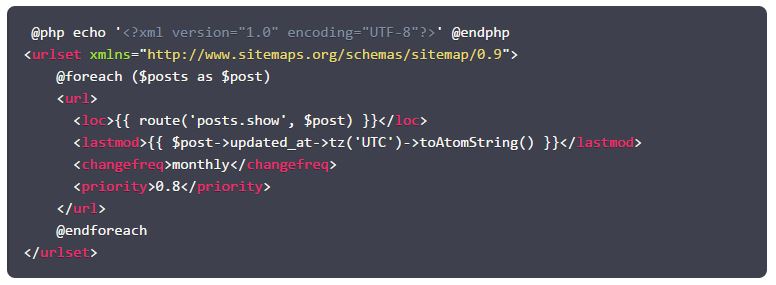 @php echo '<?xml version="1.0" encoding="UTF-8"?>' @endphp
<urlset xmlns="http://www.sitemaps.org/schemas/sitemap/0.9">
    @foreach ($posts as $post)
    <url>
      <loc>{{ route('posts.show', $post) }}</loc>
      <lastmod>{{ $post->updated_at->tz('UTC')->toAtomString() }}</lastmod>
      <changefreq>monthly</changefreq>
      <priority>0.8</priority>
    </url>
    @endforeach
</urlset>